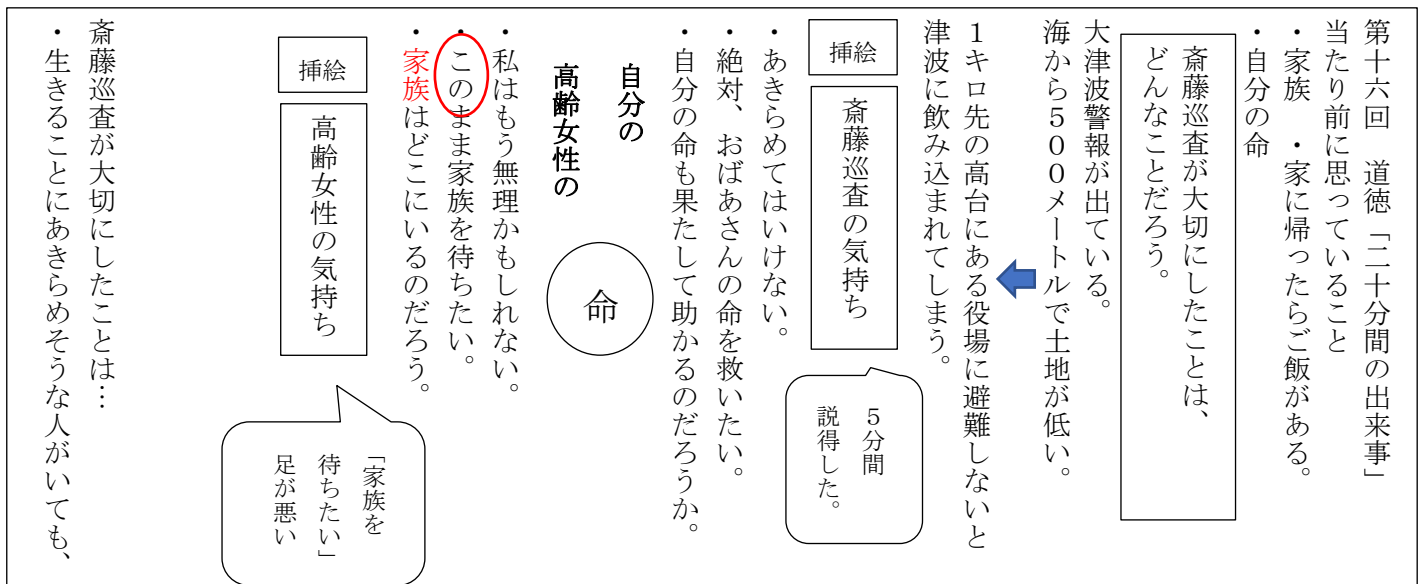 第十六回　道徳「二十分間の出来事」
当たり前に思っていること
・家族　・家に帰ったらご飯がある。
・自分の命
斎藤巡査が大切にしたことは、
どんなことだろう。
大津波警報が出ている。
海から５００メートルで土地が低い。
１キロ先の高台にある役場に避難しないと
津波に飲み込まれてしまう。
挿絵
斎藤巡査の気持ち
５分間
説得した。
・あきらめてはいけない。
・絶対、おばあさんの命を救いたい。
・自分の命も果たして助かるのだろうか。
自分の
高齢女性の
命
・私はもう無理かもしれない。
・このまま家族を待ちたい。
・家族はどこにいるのだろう。
挿絵
高齢女性の気持ち
「家族を
待ちたい」
足が悪い
斎藤巡査が大切にしたことは…
・生きることにあきらめそうな人がいても、